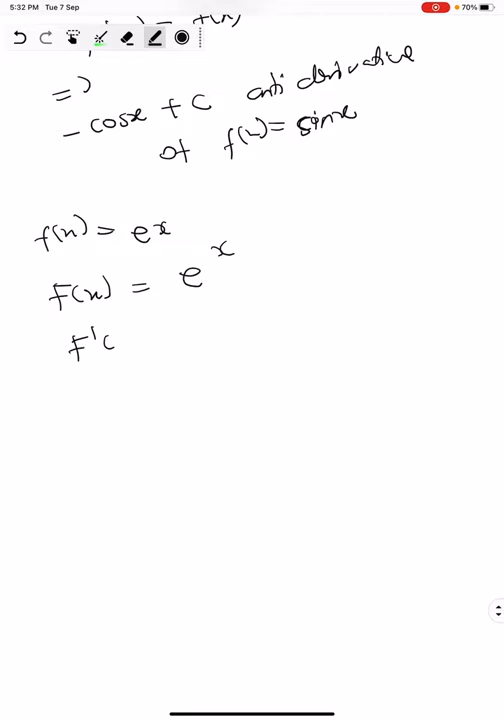 5:32 PM Tue 7 Sep
70%
= f(x)
=>
- cosx + C anti derivative
of f(x) = sinx
f(x) = e^x
F(x) = e^x
F'(